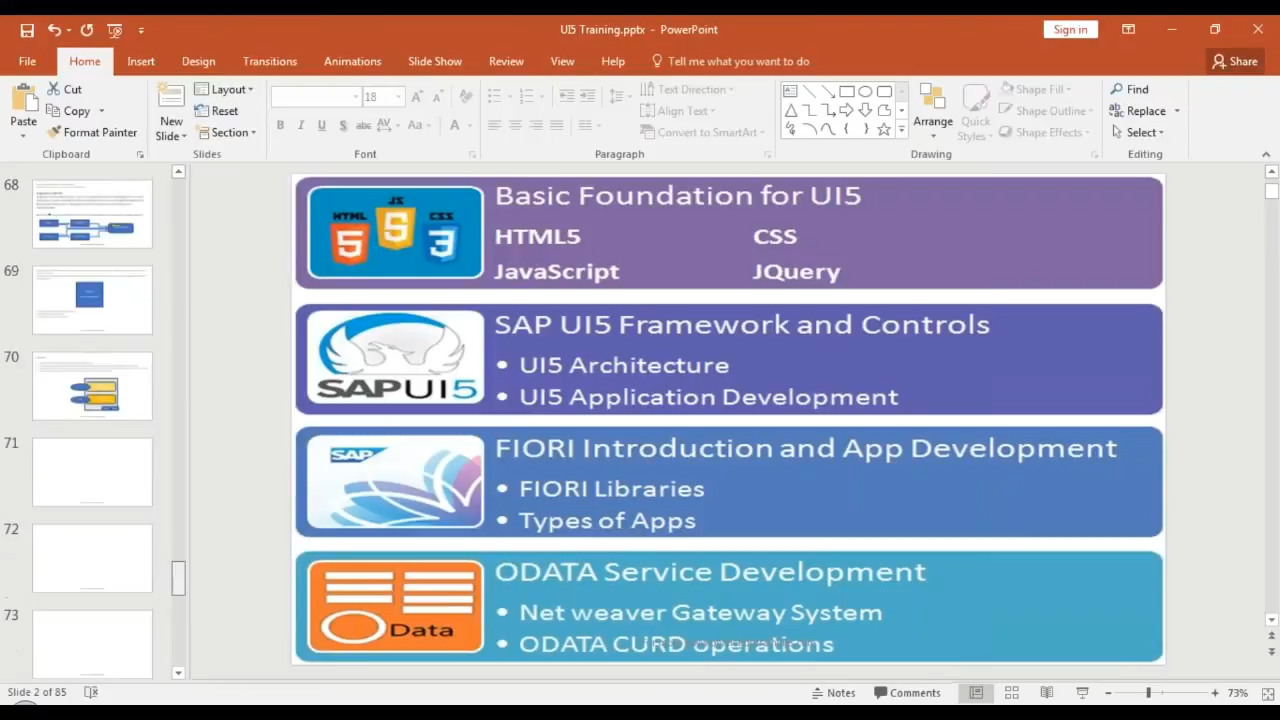 UI5 Training.pptx - PowerPoint
Sign in
File Home Insert Design Transitions Animations Slide Show Review View Help Tell me what you want to do
Share
Paste
Cut
Copy
Format Painter
Clipboard
New Slide
Layout
Reset
Section
Slides
18
Font
Text Direction
Align Text
Convert to SmartArt
Paragraph
Arrange
Quick Styles
Shape Fill
Shape Outline
Shape Effects
Drawing
Find
Replace
Select
Editing
68
69
70
71
72
73
HTML JS CSS
5 5 3
Basic Foundation for UI5
HTML5 CSS
JavaScript JQuery
SAPUI5
SAP UI5 Framework and Controls
• UI5 Architecture
• UI5 Application Development
SAP
FIORI Introduction and App Development
• FIORI Libraries
• Types of Apps
OData
ODATA Service Development
• Net weaver Gateway System
• ODATA CURD operations
Slide 2 of 85
Notes
Comments
73%